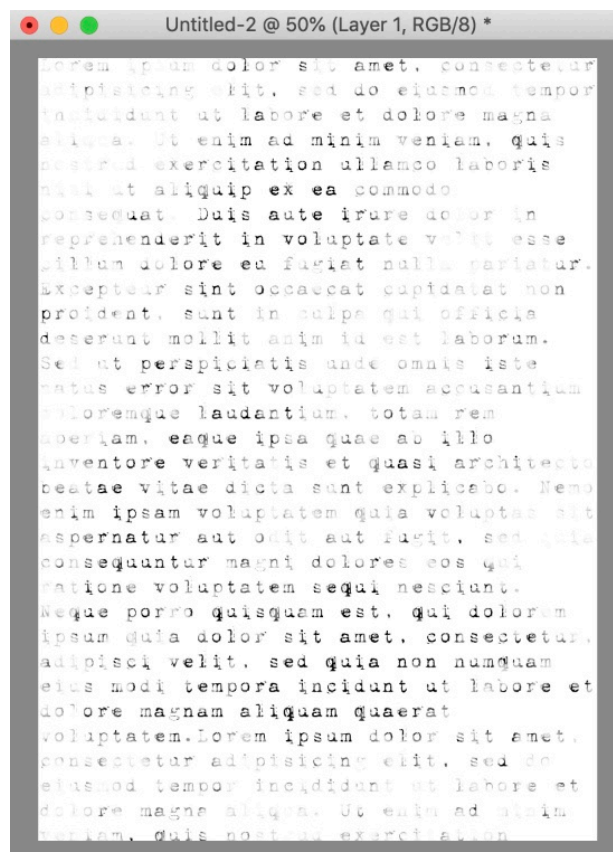 Untitled-2 @ 50% (Layer 1, RGB/8) *
Lorem ipsum dolor sit amet, consectetur
adipisicing elit, sed do eiusmod tempor
incididunt ut labore et dolore magna
aliqua. Ut enim ad minim veniam, quis
nostrud exercitation ullamco laboris
nisi ut aliquip ex ea commodo
consequat. Duis aute irure dolor in
reprehenderit in voluptate velit esse
cillum dolore eu fugiat nulla pariatur.
Excepteur sint occaecat cupidatat non
proident, sunt in culpa qui officia
deserunt mollit anim id est laborum.
Sed ut perspiciatis unde omnis iste
natus error sit voluptatem accusantium
doloremque laudantium, totam rem
aperiam, eaque ipsa quae ab illo
inventore veritatis et quasi architecto
beatae vitae dicta sunt explicabo. Nemo
enim ipsam voluptatem quia voluptas sit
aspernatur aut odit aut fugit, sed quia
consequuntur magni dolores eos qui
ratione voluptatem sequi nesciunt.
Neque porro quisquam est, qui dolorem
ipsum quia dolor sit amet, consectetur,
adipisci velit, sed quia non numquam
eius modi tempora incidunt ut labore et
dolore magnam aliquam quaerat
voluptatem.Lorem ipsum dolor sit amet,
consectetur adipisicing elit, sed do
eiusmod tempor incididunt ut labore et
dolore magna aliqua. Ut enim ad minim
veniam, quis nostrud exercitation